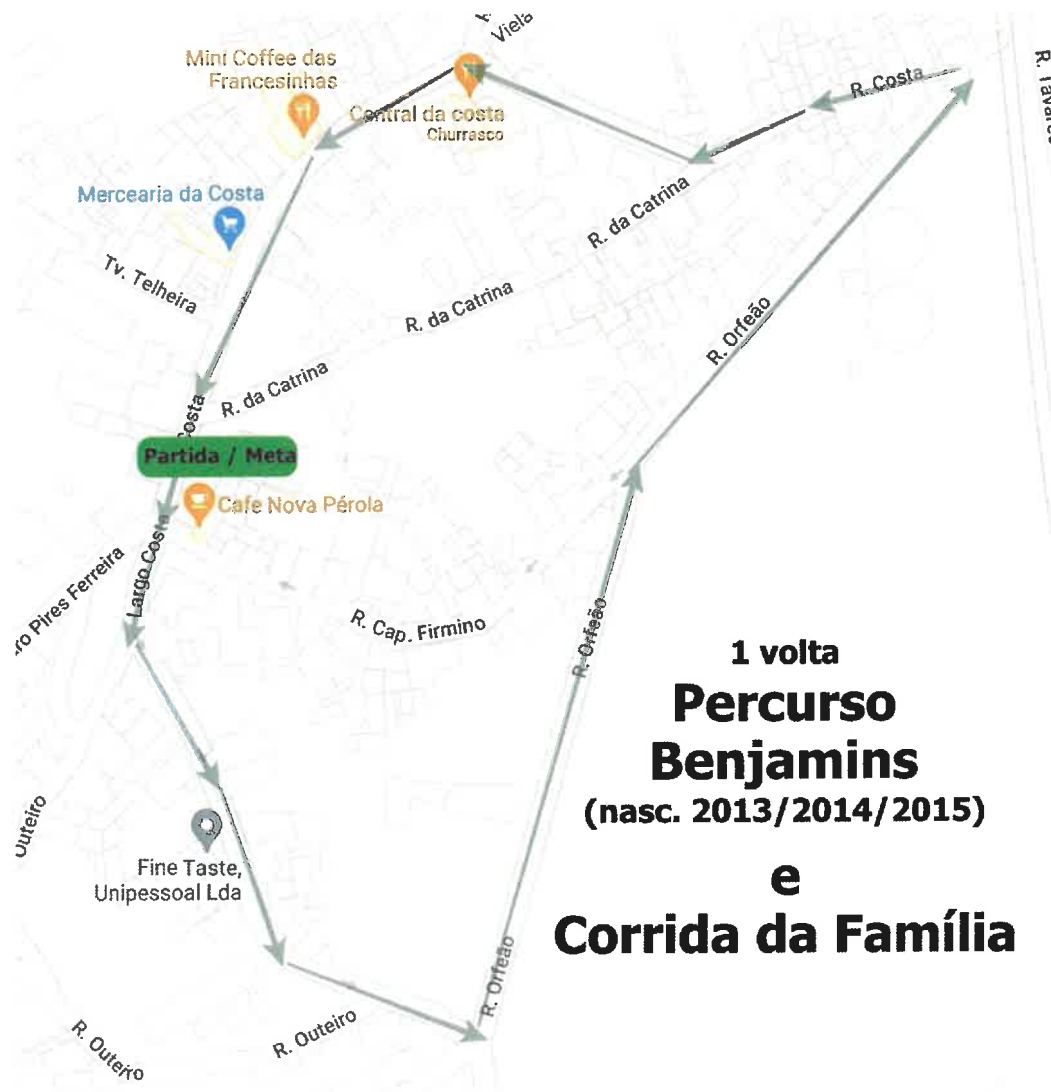 R.
Viela
Mini Coffee das
Francesinhas
Central da costa
Churrasco
R. Costa
R. Tavares
Mercearia da Costa
R. da Catrina
Tv. Telheira
R. da Catrina
R. Orfeão
R. da Catrina
Costa
Partida / Meta
Cafe Nova Pérola
Largo Costa
ro Pires Ferreira
R. Cap. Firmino
R. Orfeão
1 volta
Percurso
Benjamins
(nasc. 2013/2014/2015)
e
Corrida da Família
Outeiro
Fine Taste,
Unipessoal Lda
R. Orfeão
R. Outeiro
R. Outeiro